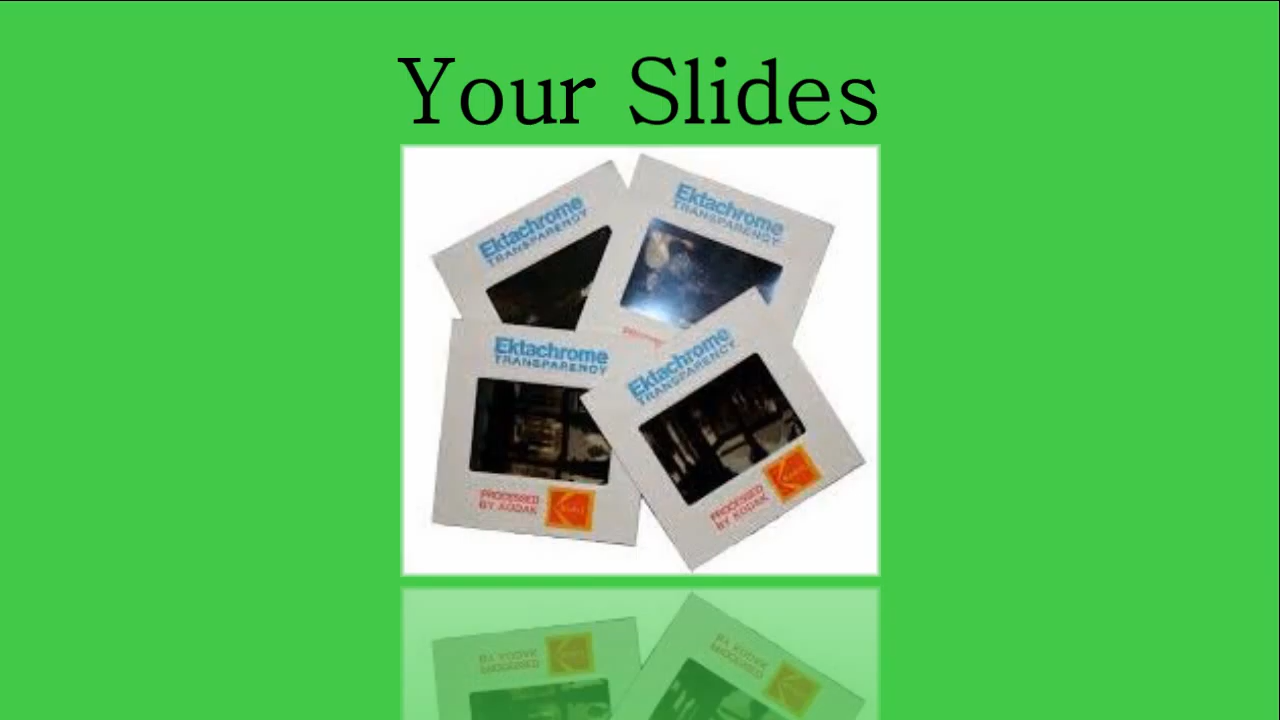 Your Slides
Ektachrome
TRANSPARENCY
Ektachrome
TRANSPARENCY
Ektachrome
TRANSPARENCY
PROCESSED
BY KODAK
Ektachrome
TRANSPARENCY
PROCESSED
BY KODAK